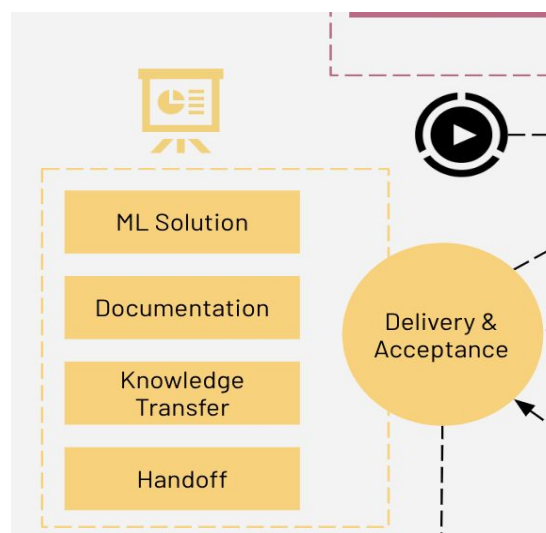 ML Solution
Documentation
Knowledge
Transfer
Handoff
Delivery &
Acceptance